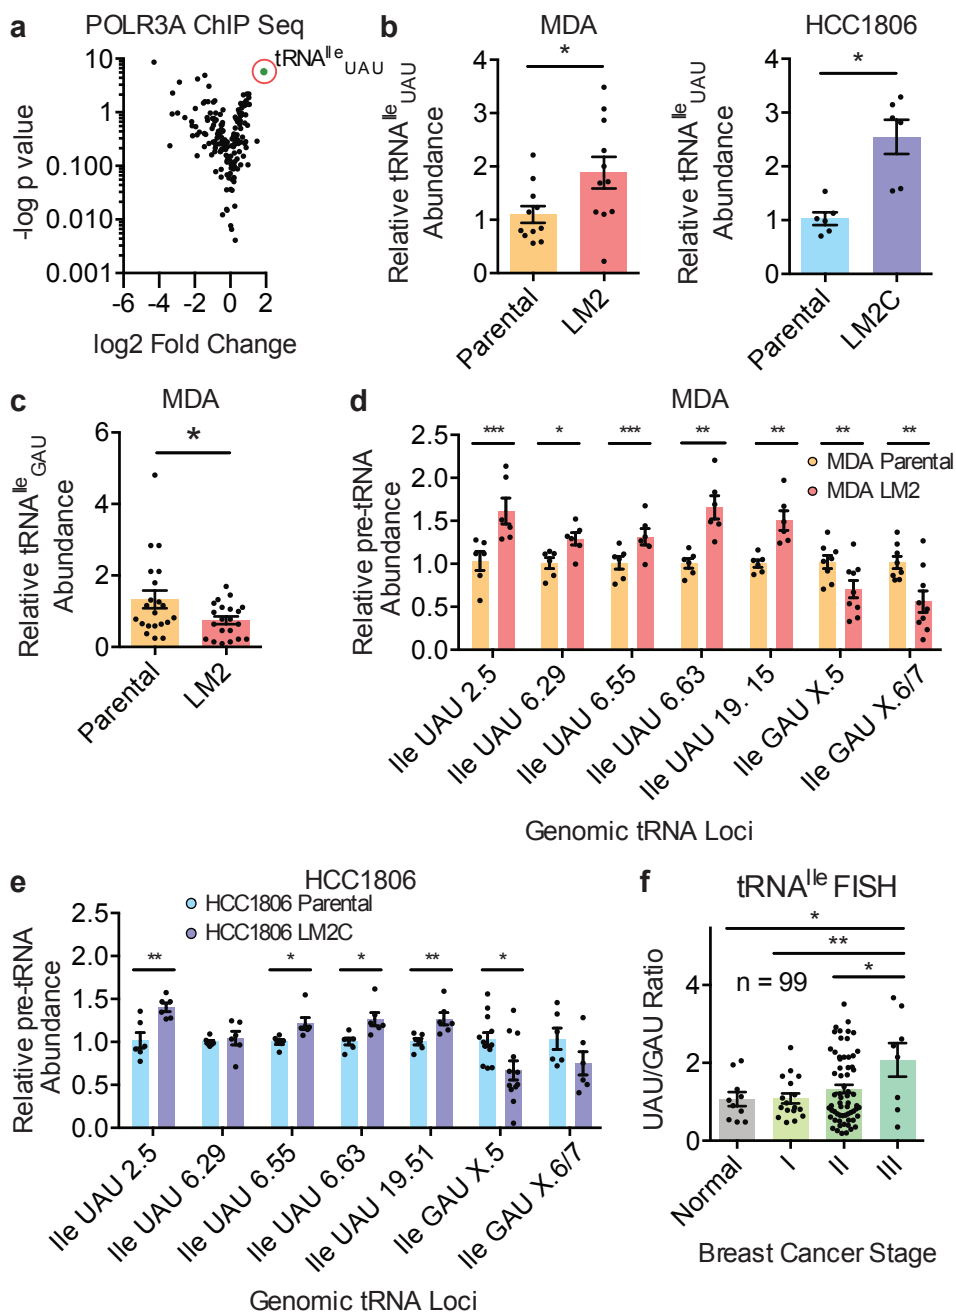 a
POLR3A ChIP Seq
-log p value
10
1
0.100
0.010
0.001
tRNA^Ile_UAU
-6 -4 -2 0 2 4
log2 Fold Change
b
MDA
Relative tRNA^Ile_UAU
Abundance
4
3
2
1
0
*
Parental
LM2
HCC1806
Relative tRNA^Ile_UAU
Abundance
4
3
2
1
0
*
Parental
LM2C
c
MDA
Relative tRNA^Ile_GAU
Abundance
6
4
2
0
*
Parental
LM2
d
MDA
Relative pre-tRNA
Abundance
2.5
2.0
1.5
1.0
0.5
0.0
*** * *** ** ** ** **
MDA Parental
MDA LM2
Ile UAU 2.5
Ile UAU 6.29
Ile UAU 6.55
Ile UAU 6.63
Ile UAU 19. 15
Ile GAU X.5
Ile GAU X.6/7
Genomic tRNA Loci
e
HCC1806
HCC1806 Parental
HCC1806 LM2C
Relative pre-tRNA
Abundance
2.5
2.0
1.5
1.0
0.5
0.0
** * * ** *
Ile UAU 2.5
Ile UAU 6.29
Ile UAU 6.55
Ile UAU 6.63
Ile UAU 19.51
Ile GAU X.5
Ile GAU X.6/7
Genomic tRNA Loci
f
tRNA^Ile FISH
UAU/GAU Ratio
4
2
0
*
**
*
n = 99
Normal
I
II
III
Breast Cancer Stage